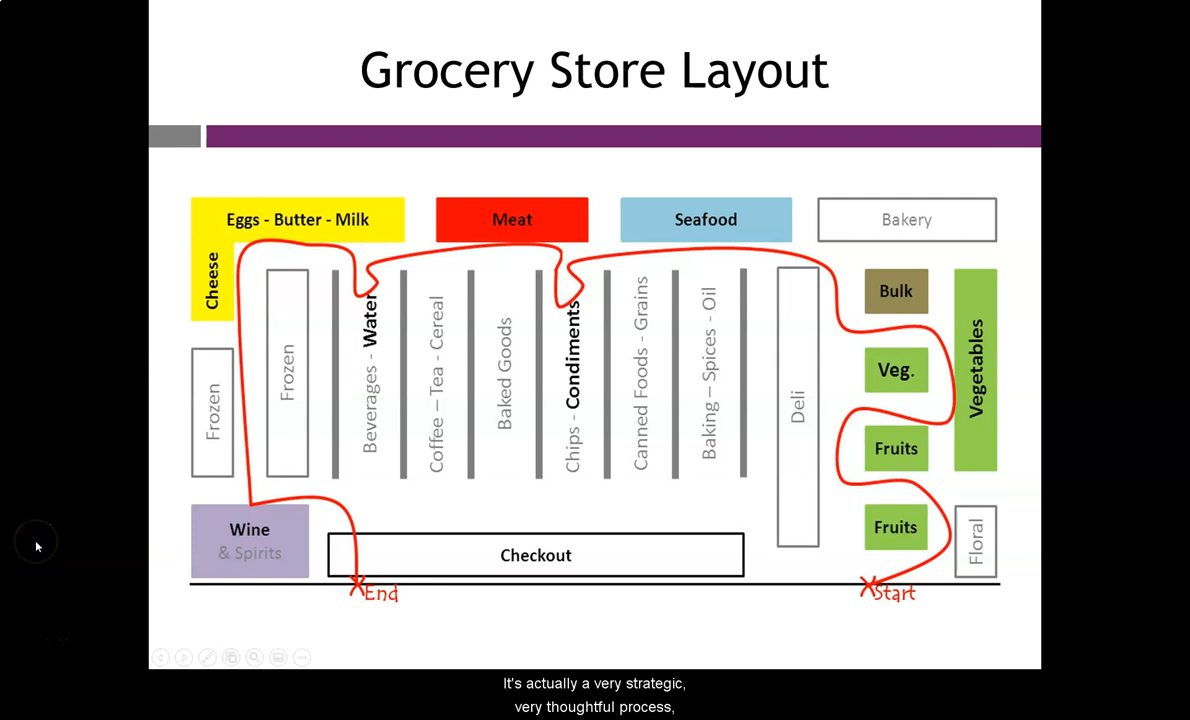 Grocery Store Layout
Eggs - Butter - Milk
Meat
Seafood
Bakery
Cheese
Frozen
Frozen
Beverages - Water
Coffee – Tea - Cereal
Baked Goods
Chips - Condiments
Canned Foods - Grains
Baking – Spices - Oil
Deli
Bulk
Veg.
Fruits
Fruits
Vegetables
Floral
Wine
& Spirits
Checkout
End
Start
It's actually a very strategic,
very thoughtful process,